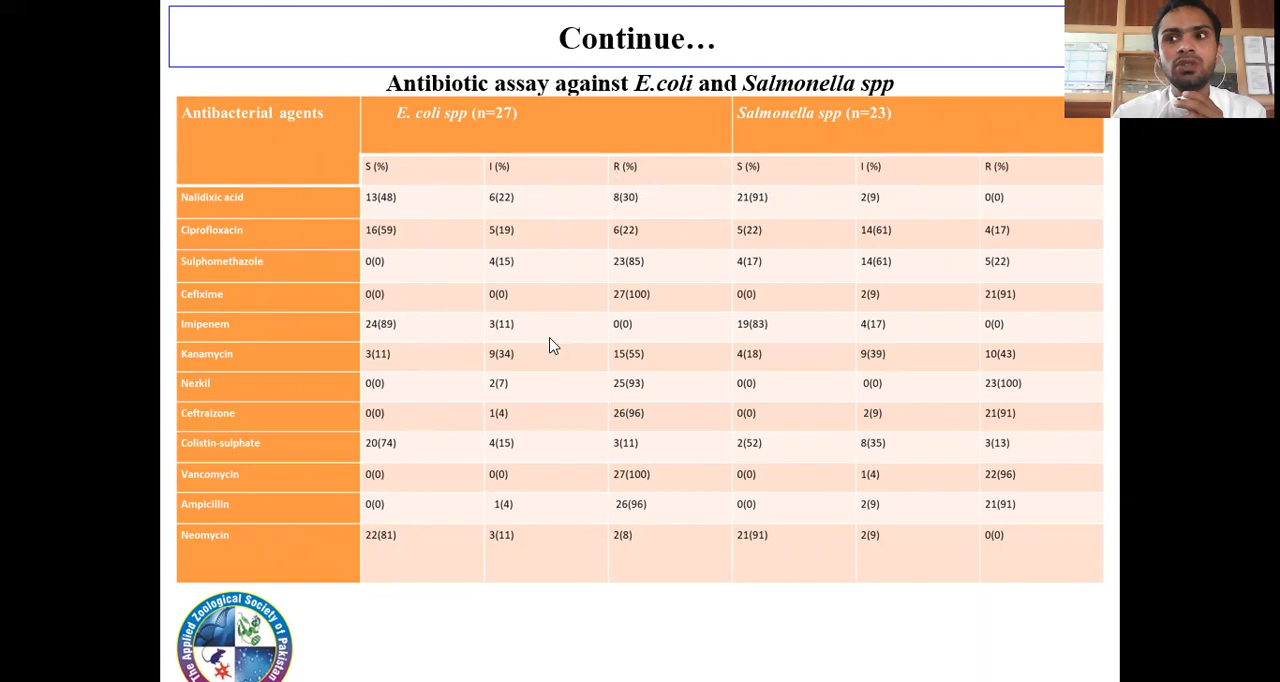 Continue…
Antibiotic assay against E.coli and Salmonella spp
Antibacterial agents E. coli spp (n=27) Salmonella spp (n=23)
S (%) I (%) R (%) S (%) I (%) R (%)
Nalidixic acid 13(48) 6(22) 8(30) 21(91) 2(9) 0(0)
Ciprofloxacin 16(59) 5(19) 6(22) 5(22) 14(61) 4(17)
Sulphomethazole 0(0) 4(15) 23(85) 4(17) 14(61) 5(22)
Cefixime 0(0) 0(0) 27(100) 0(0) 2(9) 21(91)
Imipenem 24(89) 3(11) 0(0) 19(83) 4(17) 0(0)
Kanamycin 3(11) 9(34) 15(55) 4(18) 9(39) 10(43)
Nezkil 0(0) 2(7) 25(93) 0(0) 0(0) 23(100)
Ceftraizone 0(0) 1(4) 26(96) 0(0) 2(9) 21(91)
Colistin-sulphate 20(74) 4(15) 3(11) 2(52) 8(35) 3(13)
Vancomycin 0(0) 0(0) 27(100) 0(0) 1(4) 22(96)
Ampicillin 0(0) 1(4) 26(96) 0(0) 2(9) 21(91)
Neomycin 22(81) 3(11) 2(8) 21(91) 2(9) 0(0)
The Applied Zoological Society of Pakistan